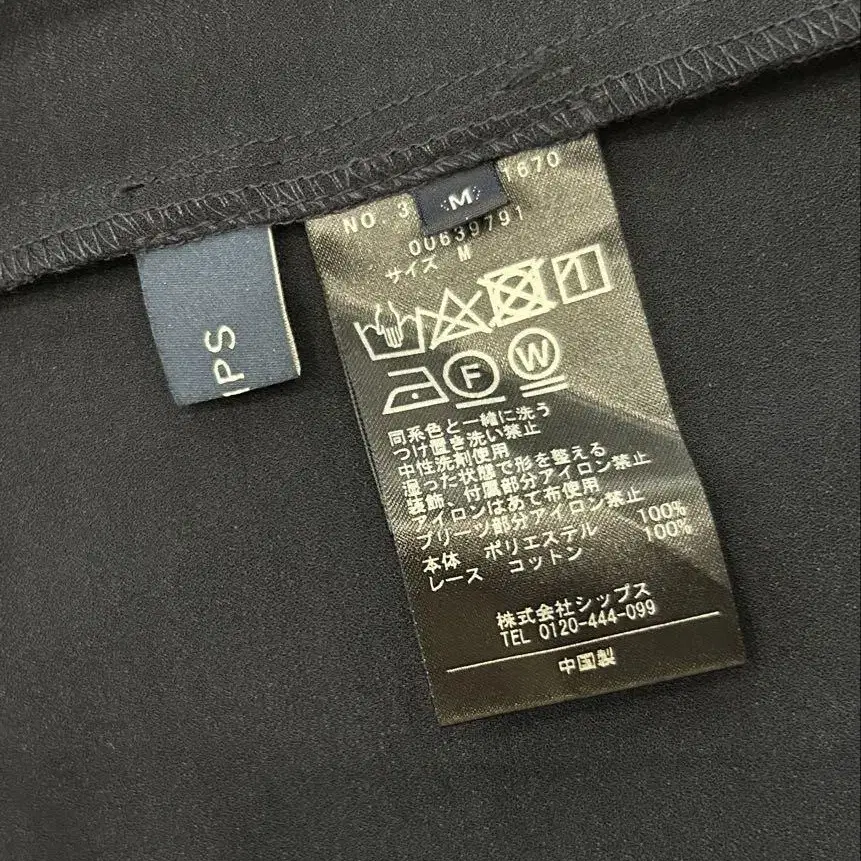 NO. 3
1670
M
0U639791
サイズ M
F
W
同系色と一緒に洗う
つけ置き洗い禁止
中性洗剤使用
湿った状態で形を整える
装飾、付属部分アイロン禁止
アイロンはあて布使用
プリーツ部分アイロン禁止
本体 ポリエステル 100%
レース コットン 100%
株式会社シップス
TEL 0120-444-099
中国製
IPS